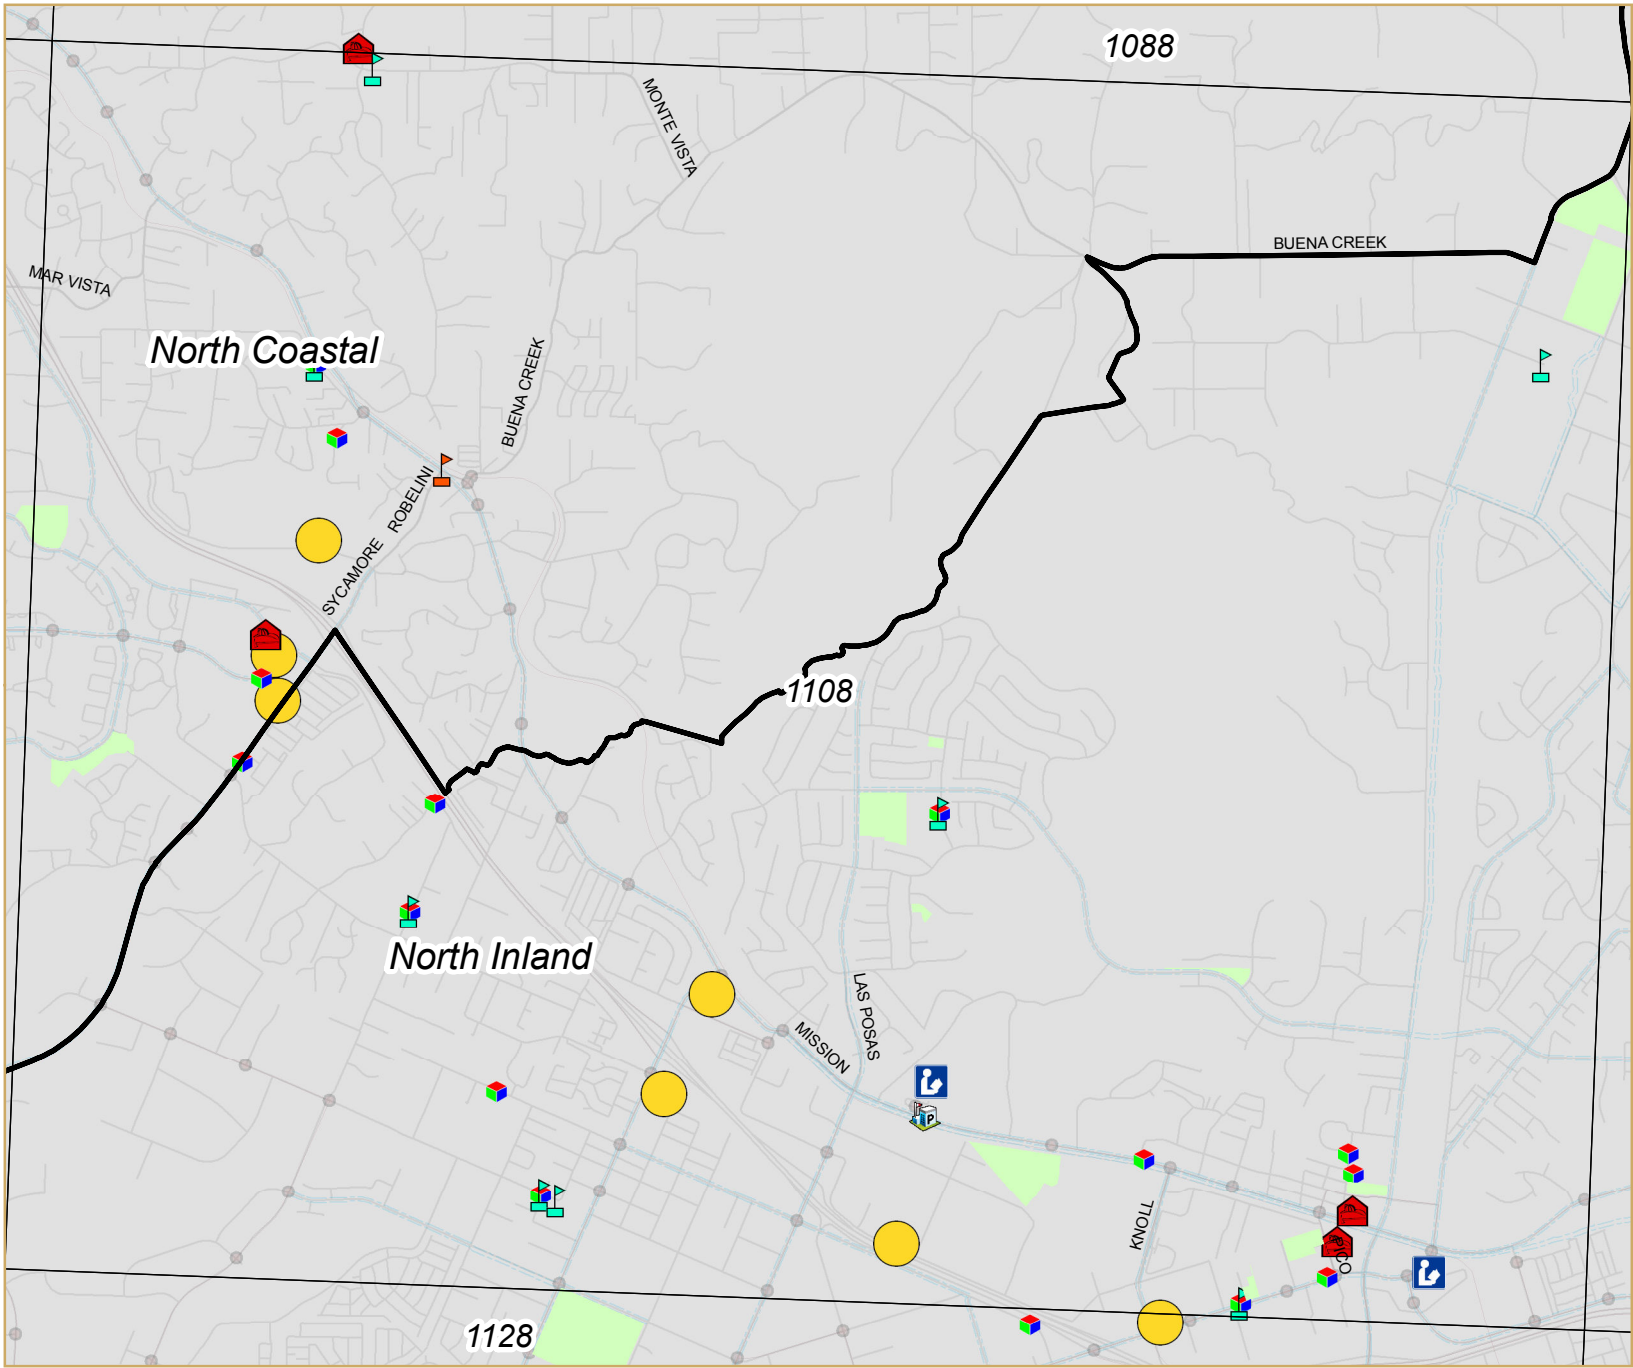 1088
MONTE VISTA
BUENA CREEK
MAR VISTA
North Coastal
BUENA CREEK
ROBELINI
SYCAMORE
1108
North Inland
LAS POSAS
MISSION
P
KNOLL
PICO
1128